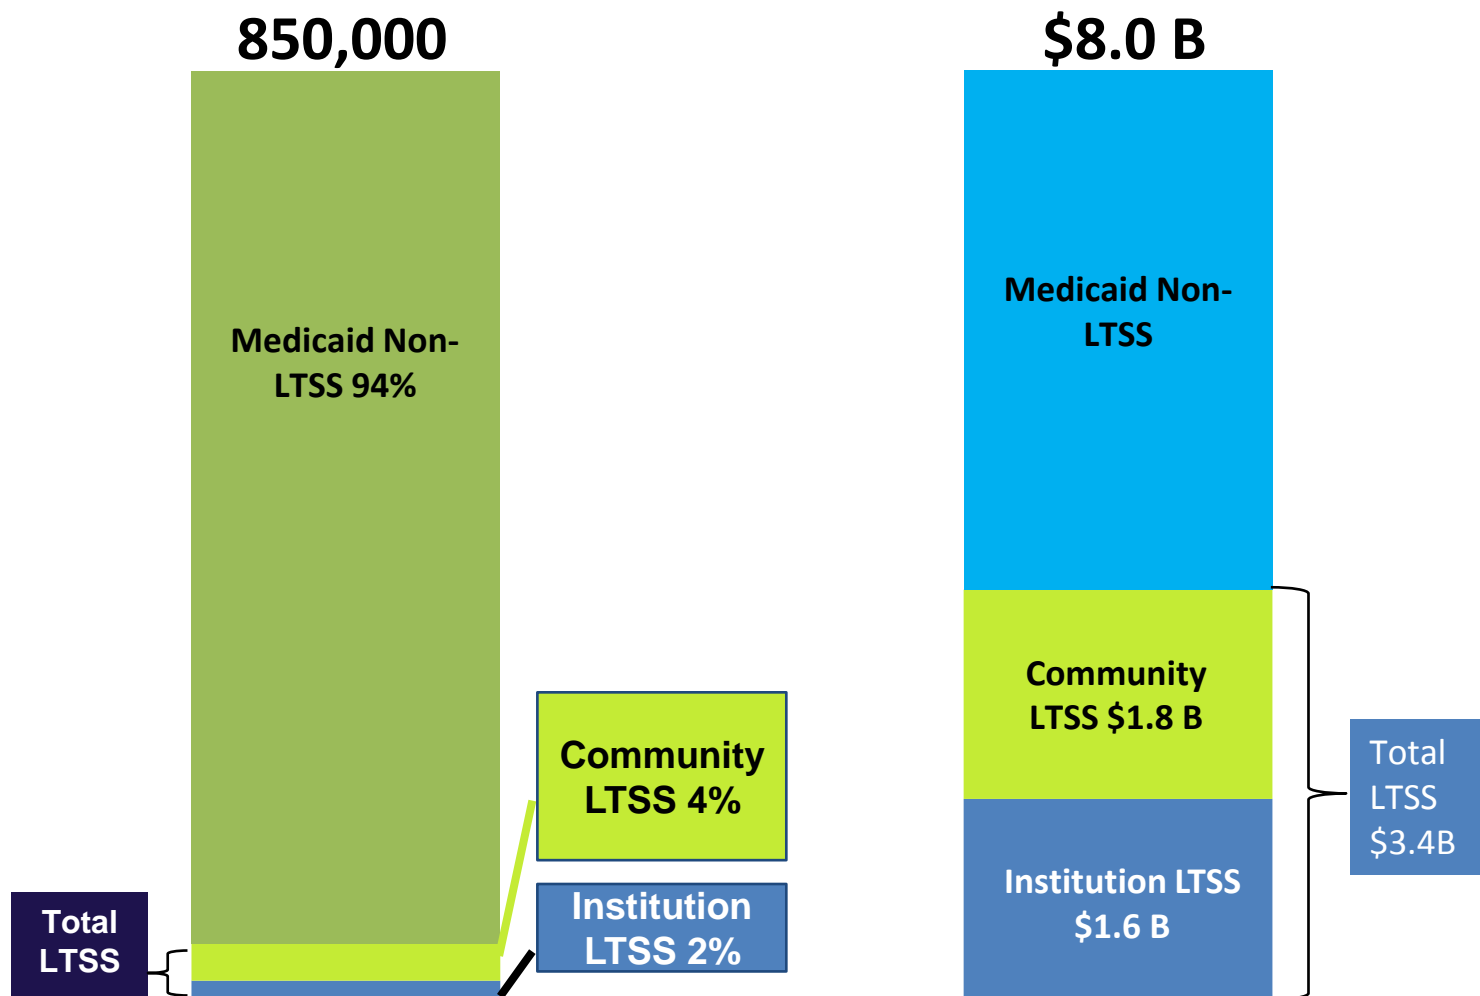 850,000
Medicaid Non-
LTSS 94%
Community
LTSS 4%
Institution
LTSS 2%
Total
LTSS
$8.0 B
Medicaid Non-
LTSS
Community
LTSS $1.8 B
Institution LTSS
$1.6 B
Total
LTSS
$3.4B